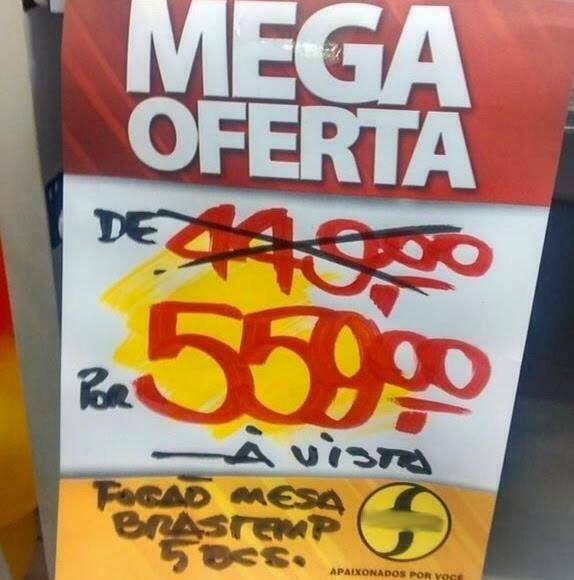 MEGA
OFERTA
DE 449,00
POR 559,00
À VISTA
FOGÃO MESA
BRASTEMP
5 BCS.
APAIXONADOS POR VOCÊ